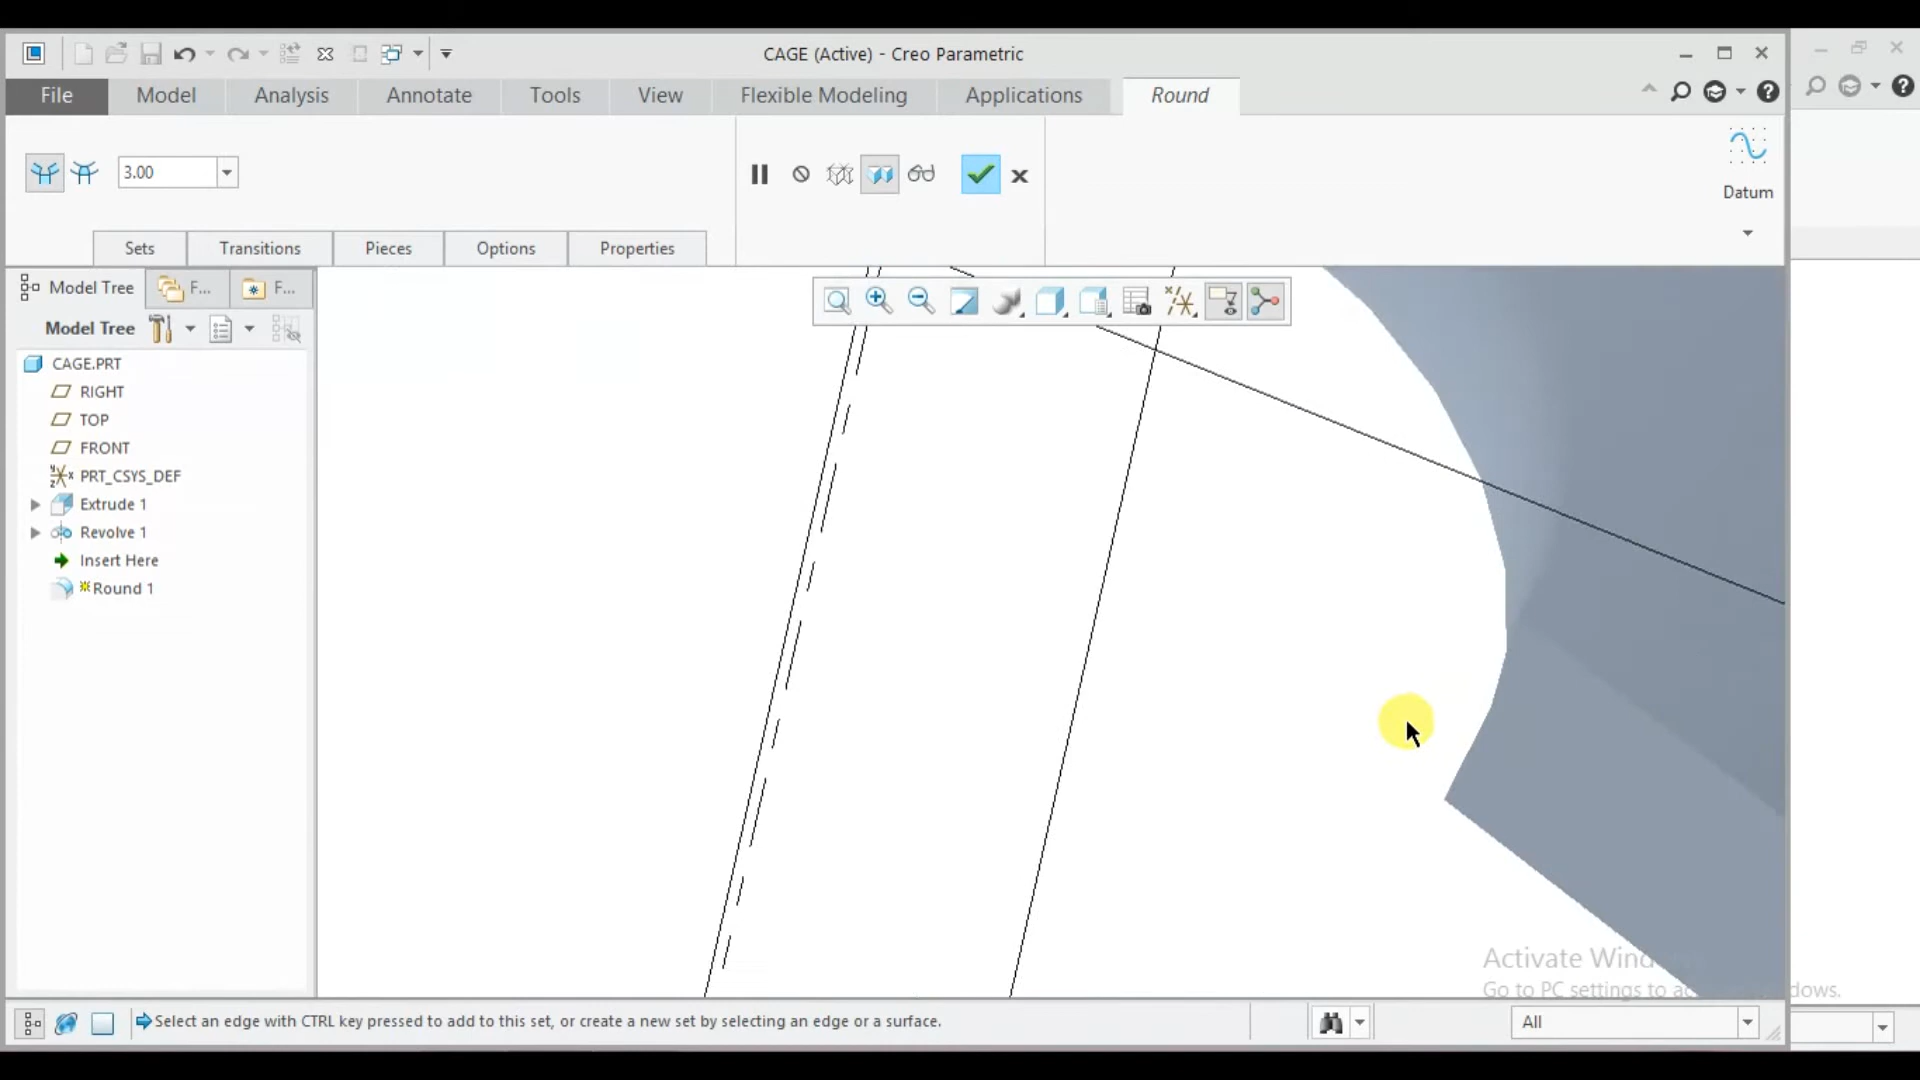 CAGE (Active) - Creo Parametric
File Model Analysis Annotate Tools View Flexible Modeling Applications Round
3.00
Datum
Sets Transitions Pieces Options Properties
Model Tree F... F...
Model Tree
CAGE.PRT
RIGHT
TOP
FRONT
PRT_CSYS_DEF
Extrude 1
Revolve 1
Insert Here
Round 1
Activate Wind
Go to PC settings to ac dows.
Select an edge with CTRL key pressed to add to this set, or create a new set by selecting an edge or a surface.
All